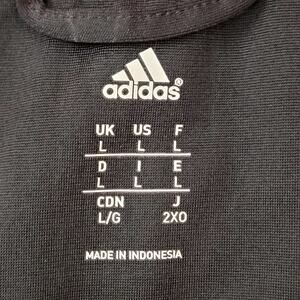 adidas®
UK US F
L L L
D I E
L L L
CDN J
L/G 2XO
MADE IN INDONESIA